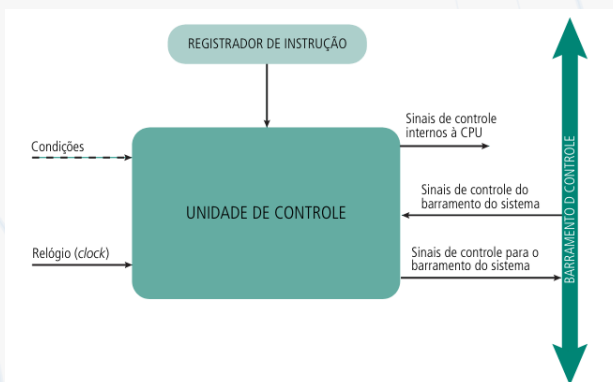 REGISTRADOR DE INSTRUÇÃO
Condições
Relógio (clock)
UNIDADE DE CONTROLE
Sinais de controle
internos à CPU
Sinais de controle do
barramento do sistema
Sinais de controle para o
barramento do sistema
BARRAMENTO D CONTROLE